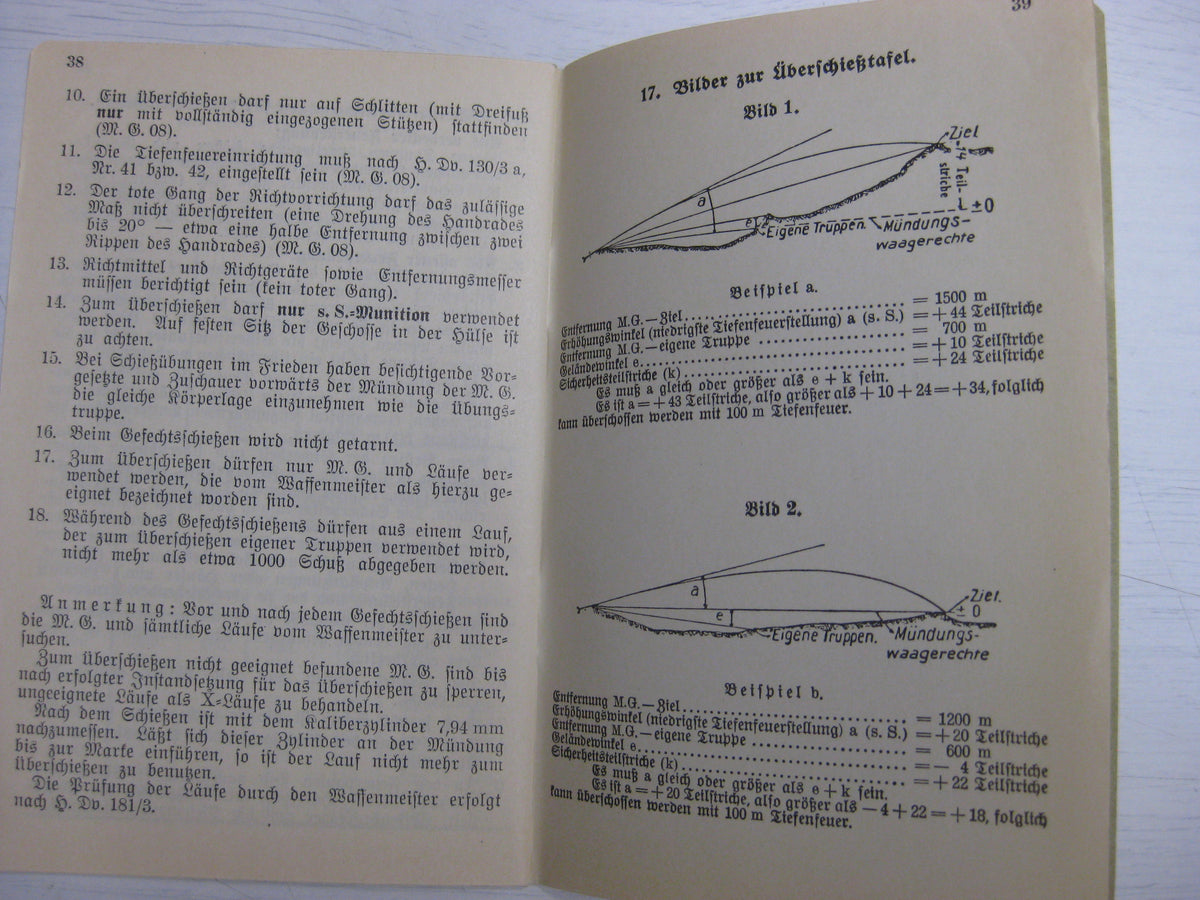 38
10. Ein Überschießen darf nur auf Schlitten (mit Dreifuß
nur mit vollständig eingezogenen Stützen) stattfinden
(M. G. 08).
11. Die Tiefenfeuereinrichtung muß nach H. Dv. 130/3 a,
Nr. 41 bzw. 42, eingestellt sein (M. G. 08).
12. Der tote Gang der Richtvorrichtung darf das zulässige
Maß nicht überschreiten (eine Drehung des Handrades
bis 20° — etwa eine halbe Entfernung zwischen zwei
Rippen des Handrades) (M. G. 08).
13. Richtmittel und Richtgeräte sowie Entfernungsmesser
müssen berichtigt sein (kein toter Gang).
14. Zum Überschießen darf nur s. S.-Munition verwendet
werden. Auf festen Sitz der Geschosse in der Hülse ist
zu achten.
15. Bei Schießübungen im Frieden haben besichtigende Vor-
gesetzte und Zuschauer vorwärts der Mündung der M. G.
die gleiche Körperlage einzunehmen wie die Übungs-
truppe.
16. Beim Gefechtsschießen wird nicht getarnt.
17. Zum Überschießen dürfen nur M. G. und Läufe ver-
wendet werden, die vom Waffenmeister als hierzu ge-
eignet bezeichnet worden sind.
18. Während des Gefechtsschießens dürfen aus einem Lauf,
der zum Überschießen eigener Truppen verwendet wird,
nicht mehr als etwa 1000 Schuß abgegeben werden.
Anmerkung: Vor und nach jedem Gefechtsschießen sind
die M. G. und sämtliche Läufe vom Waffenmeister zu unter-
suchen.
Zum Überschießen nicht geeignet befundene M. G. sind bis
nach erfolgter Instandsetzung für das Überschießen zu sperren,
ungeeignete Läufe als X-Läufe zu behandeln.
Nach dem Schießen ist mit dem Kaliberzylinder 7,94 mm
nachzumessen. Läßt sich dieser Zylinder an der Mündung
bis zur Marke einführen, so ist der Lauf nicht mehr zum
Überschießen zu benutzen.
Die Prüfung der Läufe durch den Waffenmeister erfolgt
nach H. Dv. 181/3.
39
17. Bilder zur Überschießtafel.
Bild 1.
Ziel
14 Teil-
striche
± 0
a
e
Eigene Truppen.
Mündungs-
waagerechte
Beispiel a.
Entfernung M.G.—Ziel = 1500 m
Erhöhungswinkel (niedrigste Tiefenfeuerstellung) a (s. S.) = + 44 Teilstriche
Entfernung M.G.—eigene Truppe = 700 m
Geländewinkel e = + 10 Teilstriche
Sicherheitsteilstriche (k) = + 24 Teilstriche
Es muß a gleich oder größer als e + k sein.
Es ist a = + 43 Teilstriche, also größer als + 10 + 24 = + 34, folglich
kann überschossen werden mit 100 m Tiefenfeuer.
Bild 2.
Ziel.
± 0
a
e
Eigene Truppen.
Mündungs-
waagerechte
Beispiel b.
Entfernung M.G.—Ziel = 1200 m
Erhöhungswinkel (niedrigste Tiefenfeuerstellung) a (s. S.) = + 20 Teilstriche
Entfernung M.G.—eigene Truppe = 600 m
Geländewinkel e = — 4 Teilstriche
Sicherheitsteilstriche (k) = + 22 Teilstriche
Es muß a gleich oder größer als e + k sein.
Es ist a = + 20 Teilstriche, also größer als — 4 + 22 = + 18, folglich
kann überschossen werden mit 100 m Tiefenfeuer.